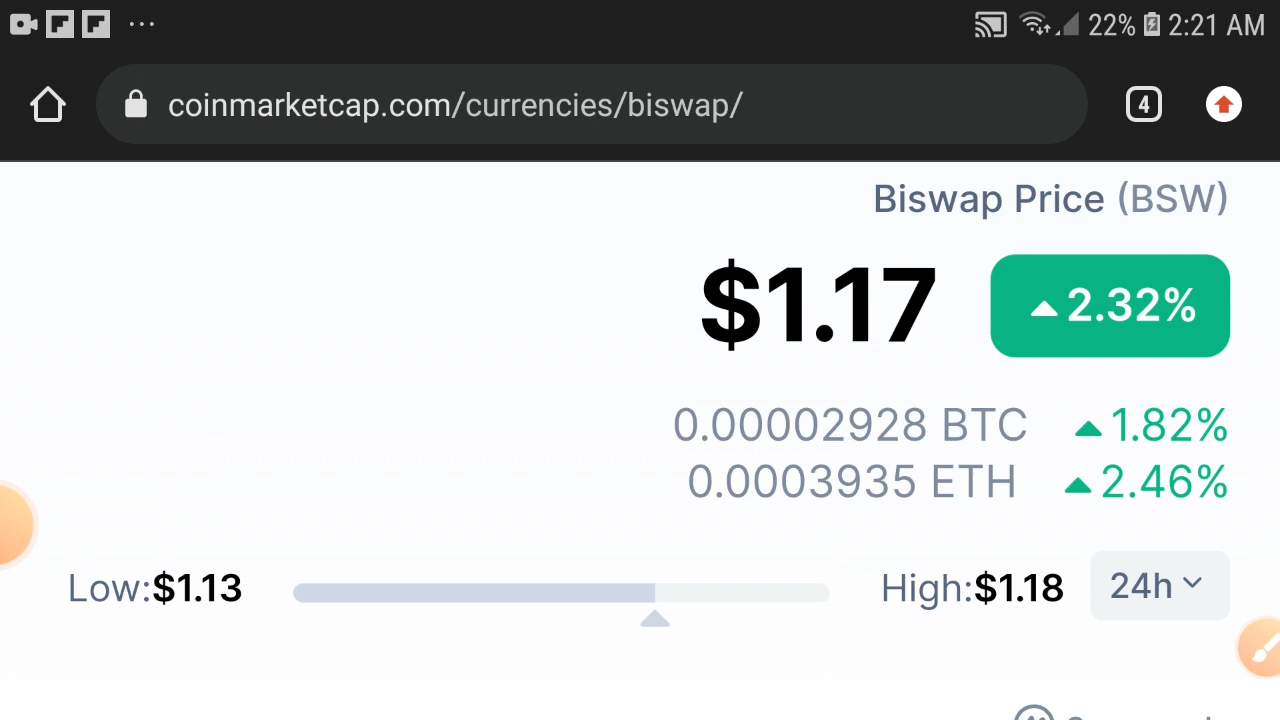 22% 2:21 AM
coinmarketcap.com/currencies/biswap/
4
Biswap Price (BSW)
$1.17 2.32%
0.00002928 BTC 1.82%
0.0003935 ETH 2.46%
Low:$1.13 High:$1.18 24h